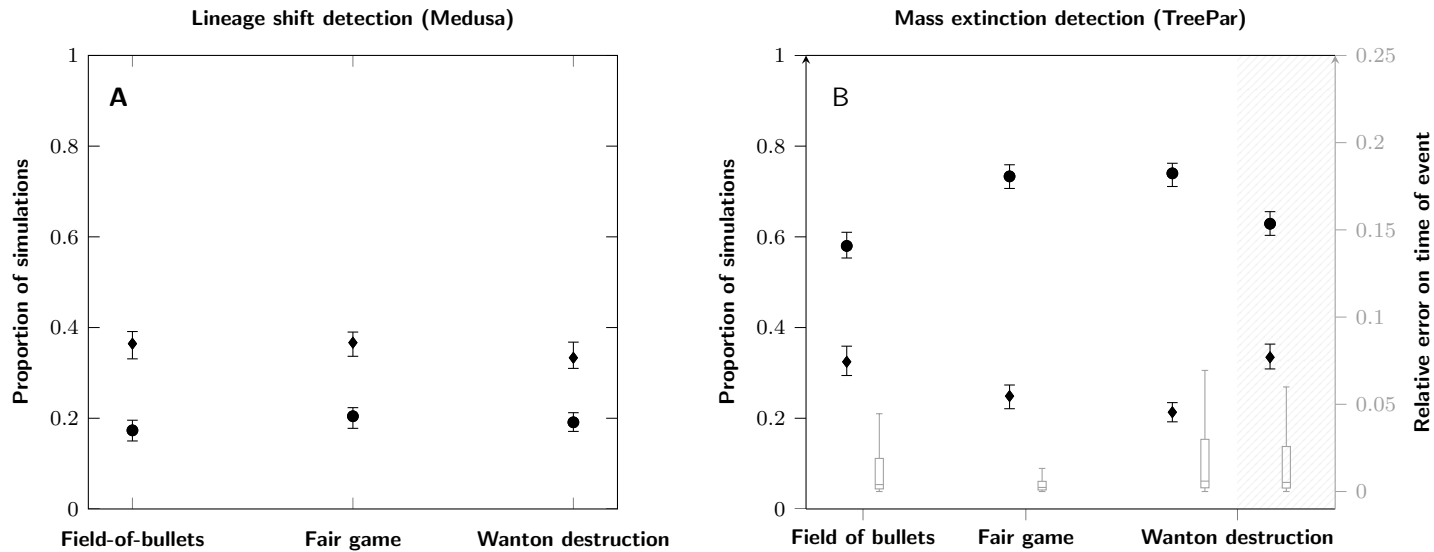 Lineage shift detection (Medusa)
A
Proportion of simulations
1
0.8
0.6
0.4
0.2
0
Field-of-bullets
Fair game
Wanton destruction
Mass extinction detection (TreePar)
B
Proportion of simulations
1
0.8
0.6
0.4
0.2
0
Field of bullets
Fair game
Wanton destruction
0.25
0.2
0.15
0.1
0.05
0
Relative error on time of event